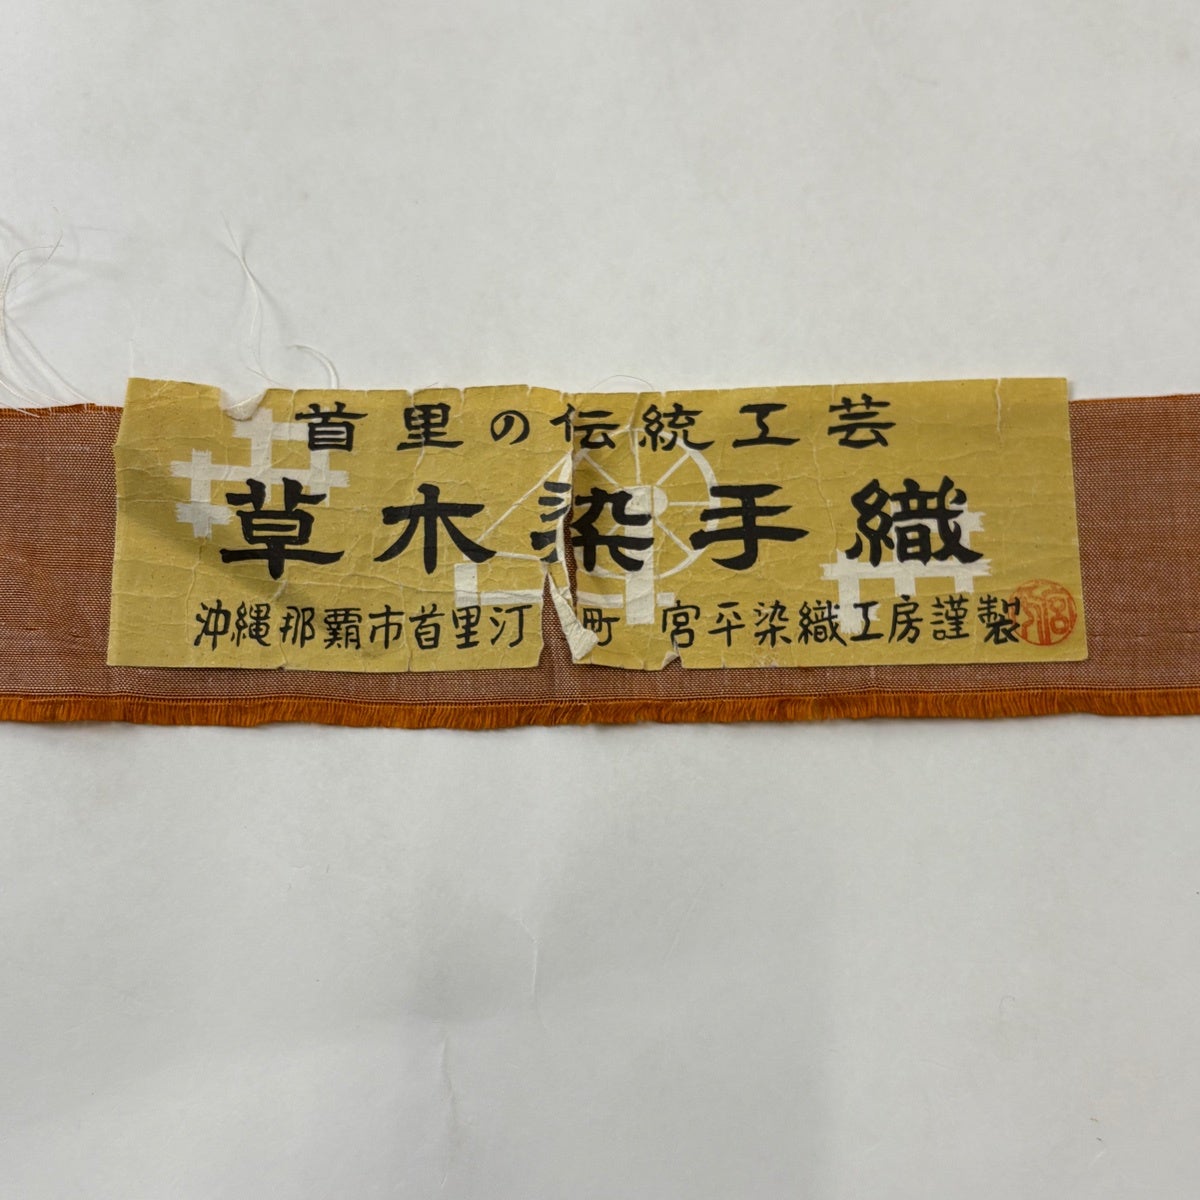 首里の伝統工芸
草木染手織
沖縄那覇市首里汀 町 宮平染織工房謹製